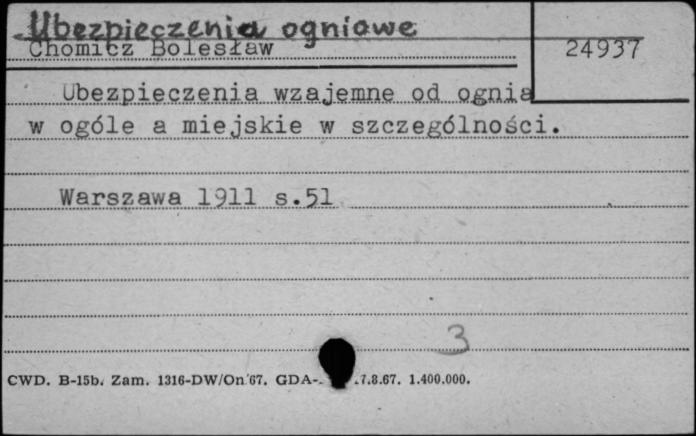 Ubezpieczenia ogniowe
Chomicz Bolesław
24937
Ubezpieczenia wzajemne od ognia
w ogóle a miejskie w szczególności.
Warszawa 1911 s.51
3
CWD. B-15b. Zam. 1316-DW/On 67. GDA- 7.8.67. 1.400.000.